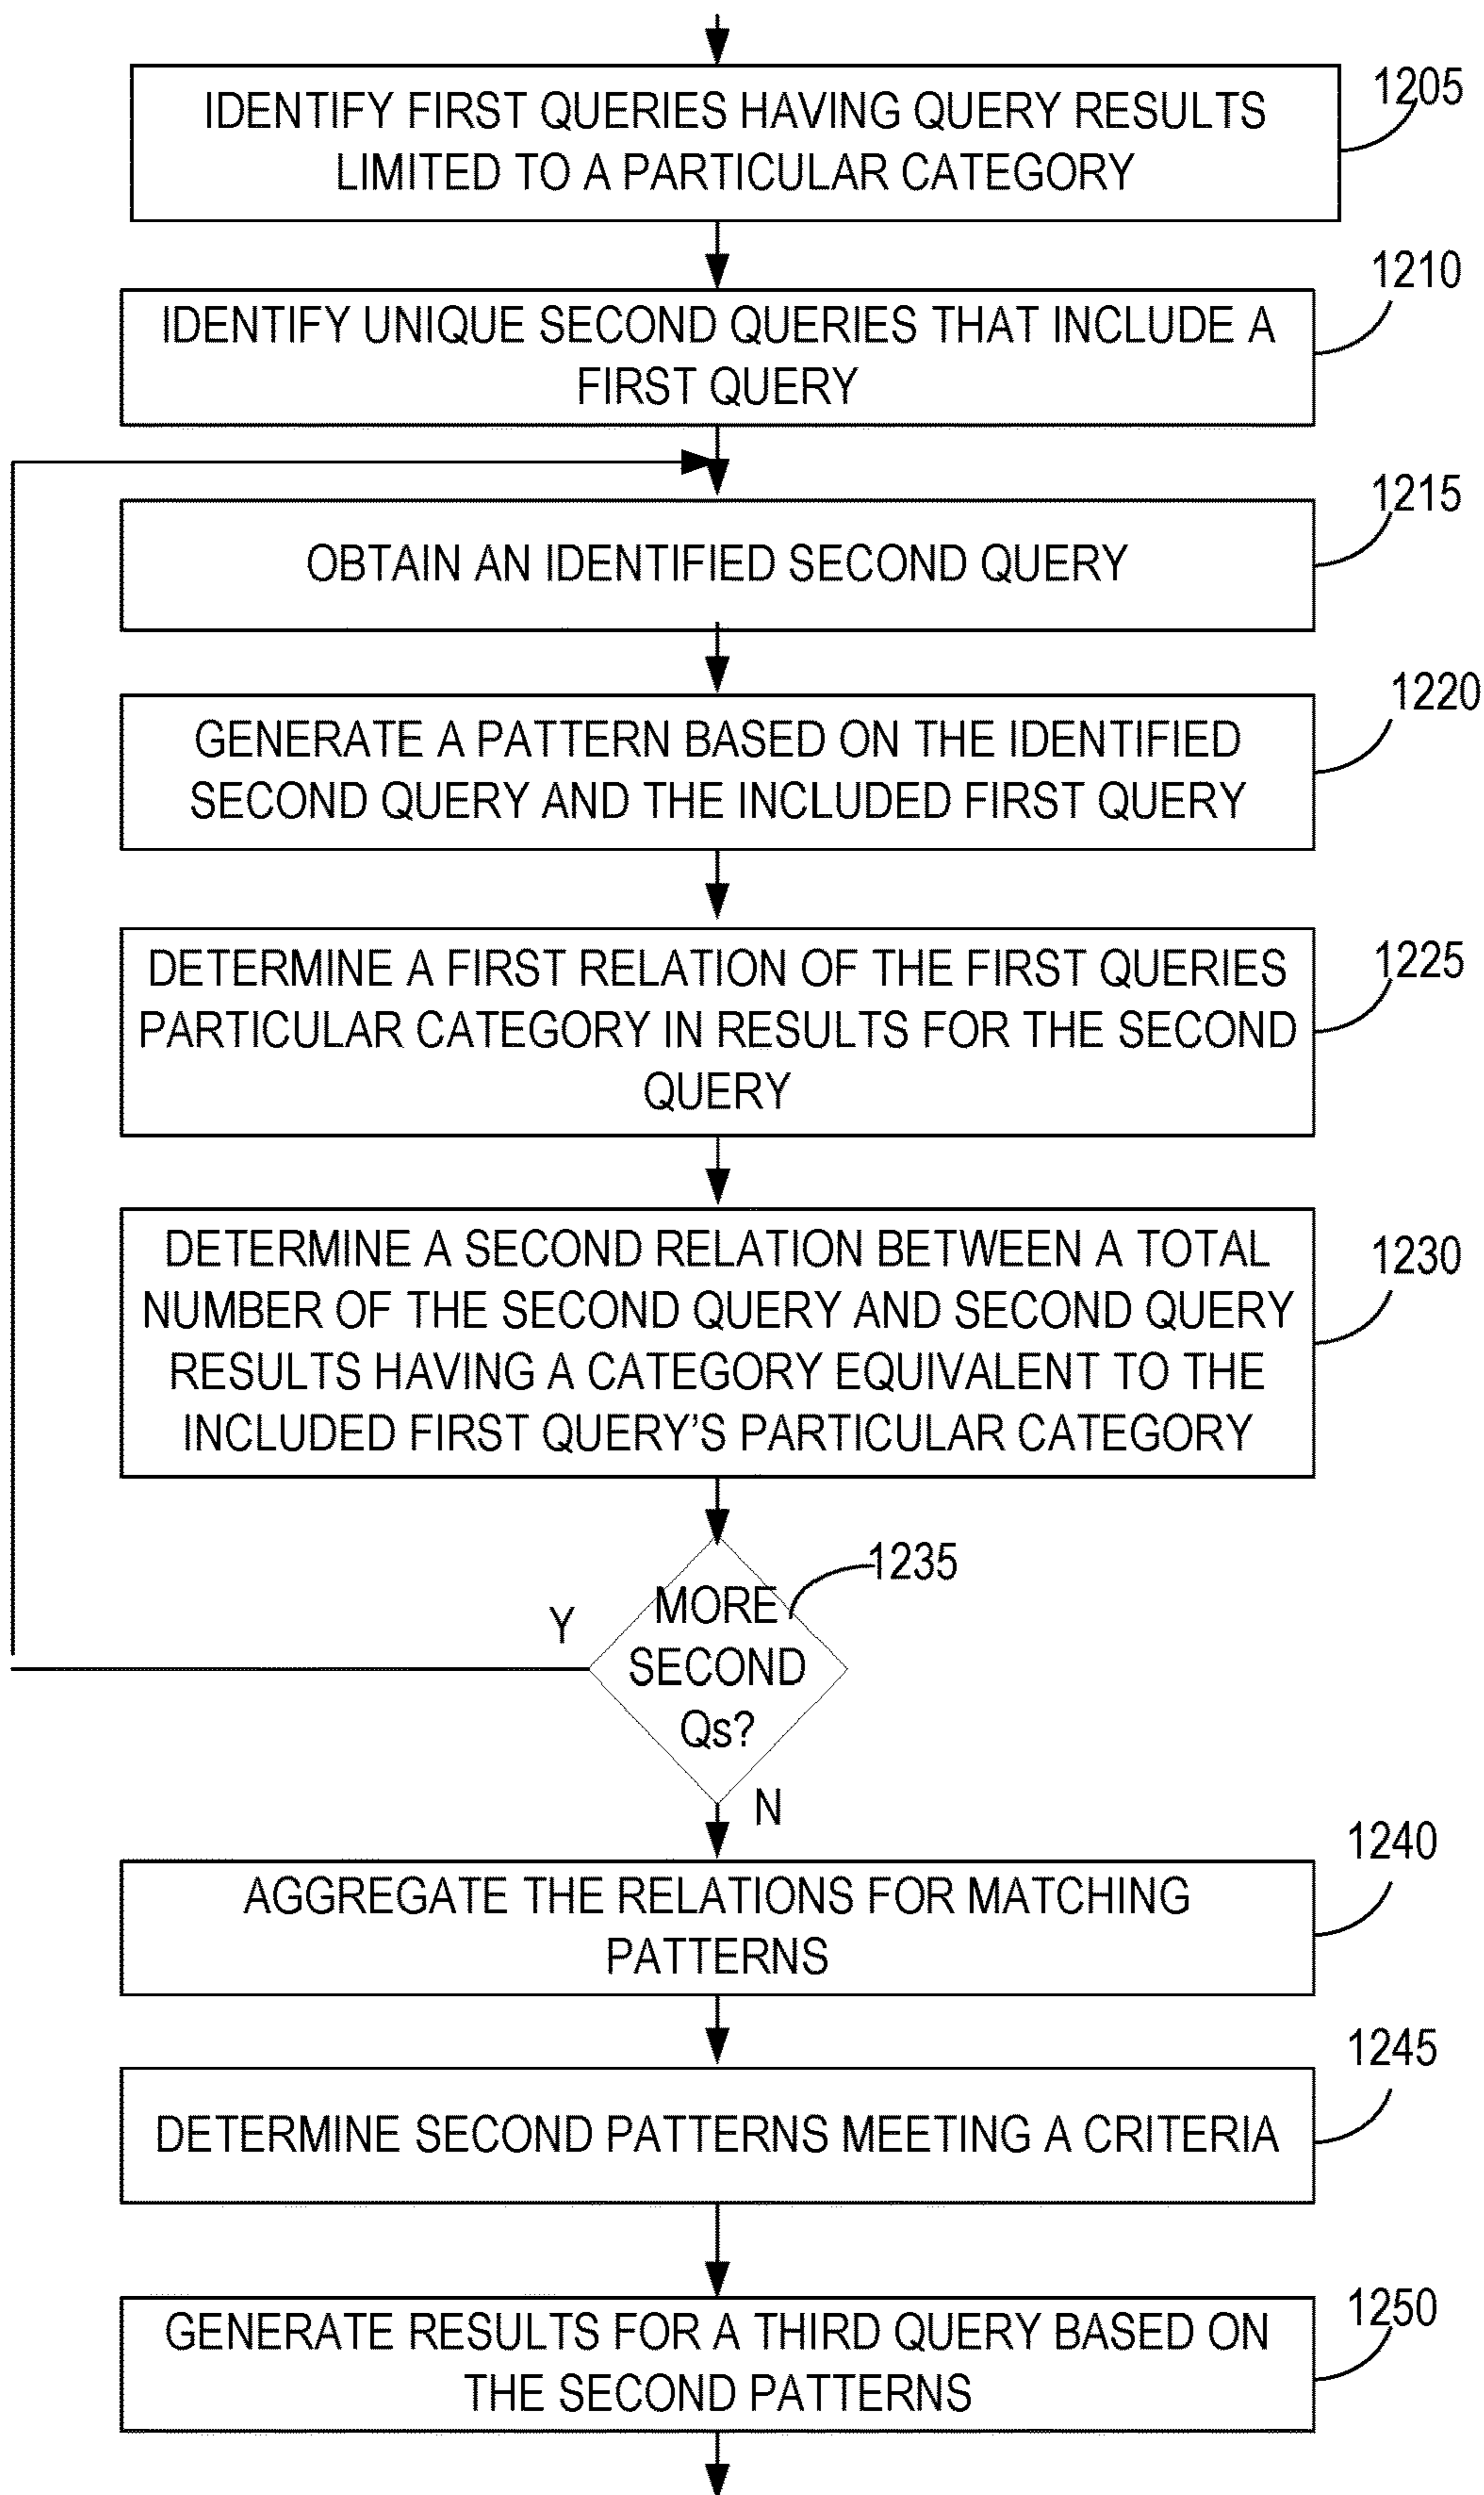 IDENTIFY FIRST QUERIES HAVING QUERY RESULTS
LIMITED TO A PARTICULAR CATEGORY
1205
IDENTIFY UNIQUE SECOND QUERIES THAT INCLUDE A
FIRST QUERY
1210
OBTAIN AN IDENTIFIED SECOND QUERY
1215
GENERATE A PATTERN BASED ON THE IDENTIFIED
SECOND QUERY AND THE INCLUDED FIRST QUERY
1220
DETERMINE A FIRST RELATION OF THE FIRST QUERIES
PARTICULAR CATEGORY IN RESULTS FOR THE SECOND
QUERY
1225
DETERMINE A SECOND RELATION BETWEEN A TOTAL
NUMBER OF THE SECOND QUERY AND SECOND QUERY
RESULTS HAVING A CATEGORY EQUIVALENT TO THE
INCLUDED FIRST QUERY'S PARTICULAR CATEGORY
1230
MORE
SECOND
Qs?
1235
Y
N
AGGREGATE THE RELATIONS FOR MATCHING
PATTERNS
1240
DETERMINE SECOND PATTERNS MEETING A CRITERIA
1245
GENERATE RESULTS FOR A THIRD QUERY BASED ON
THE SECOND PATTERNS
1250